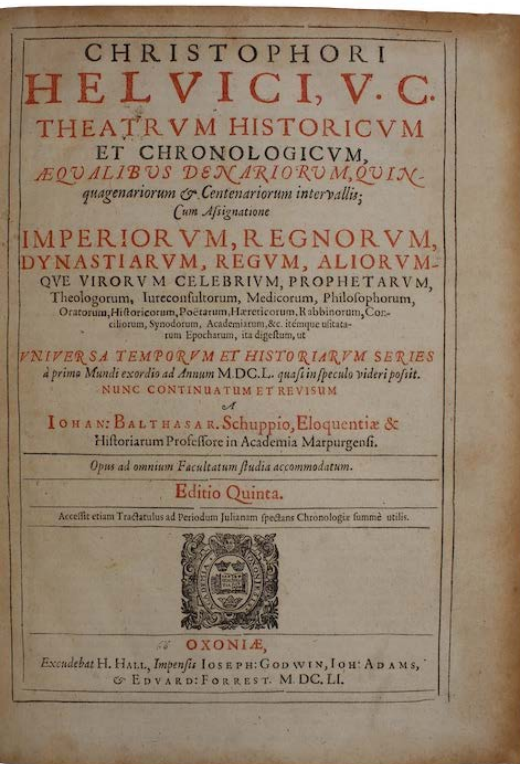 CHRISTOPHORI
HELVICI, V. C.
THEATRVM HISTORICVM
ET CHRONOLOGICVM,
ÆQVALIBVS DENARIORVM, QVIN-
quagenariorum & Centenariorum intervallis;
Cum Aſsignatione
IMPERIORVM, REGNORVM,
DYNASTIARVM, REGVM, ALIORVM-
QVE VIRORVM CELEBRIVM, PROPHETARVM,
Theologorum, Iureconſultorum, Medicorum, Philoſophorum,
Oratorum, Hiſtoricorum, Poëtarum, Hæreticorum, Rabbinorum, Con-
ciliorum, Synodorum, Academiarum, &c. itémque uſitata-
rum Epocharum, ita digeſtum, ut
VNIVERSA TEMPORVM ET HISTORIARVM SERIES
à primo Mundi exordio ad Annum M.DC.L. quaſi in ſpeculo videri poſſit.
NUNC CONTINUATUM ET REVISUM
A
IOHAN: BALTHASAR. Schuppio, Eloquentiæ &
Hiſtoriarum Profeſſore in Academia Marpurgenſi.
Opus ad omnium Facultatum ſtudia accommodatum.
Editio Quinta.
Acceſſit etiam Tractatulus ad Periodum Julianam ſpectans Chronologiæ ſummè utilis.
ACADEMIA OXONIENSIS
OXONIÆ,
Excudebat H. HALL, Impenſis IOSEPH: GODWIN, IOH: ADAMS,
& EDVARD: FORREST. M. DC. LI.